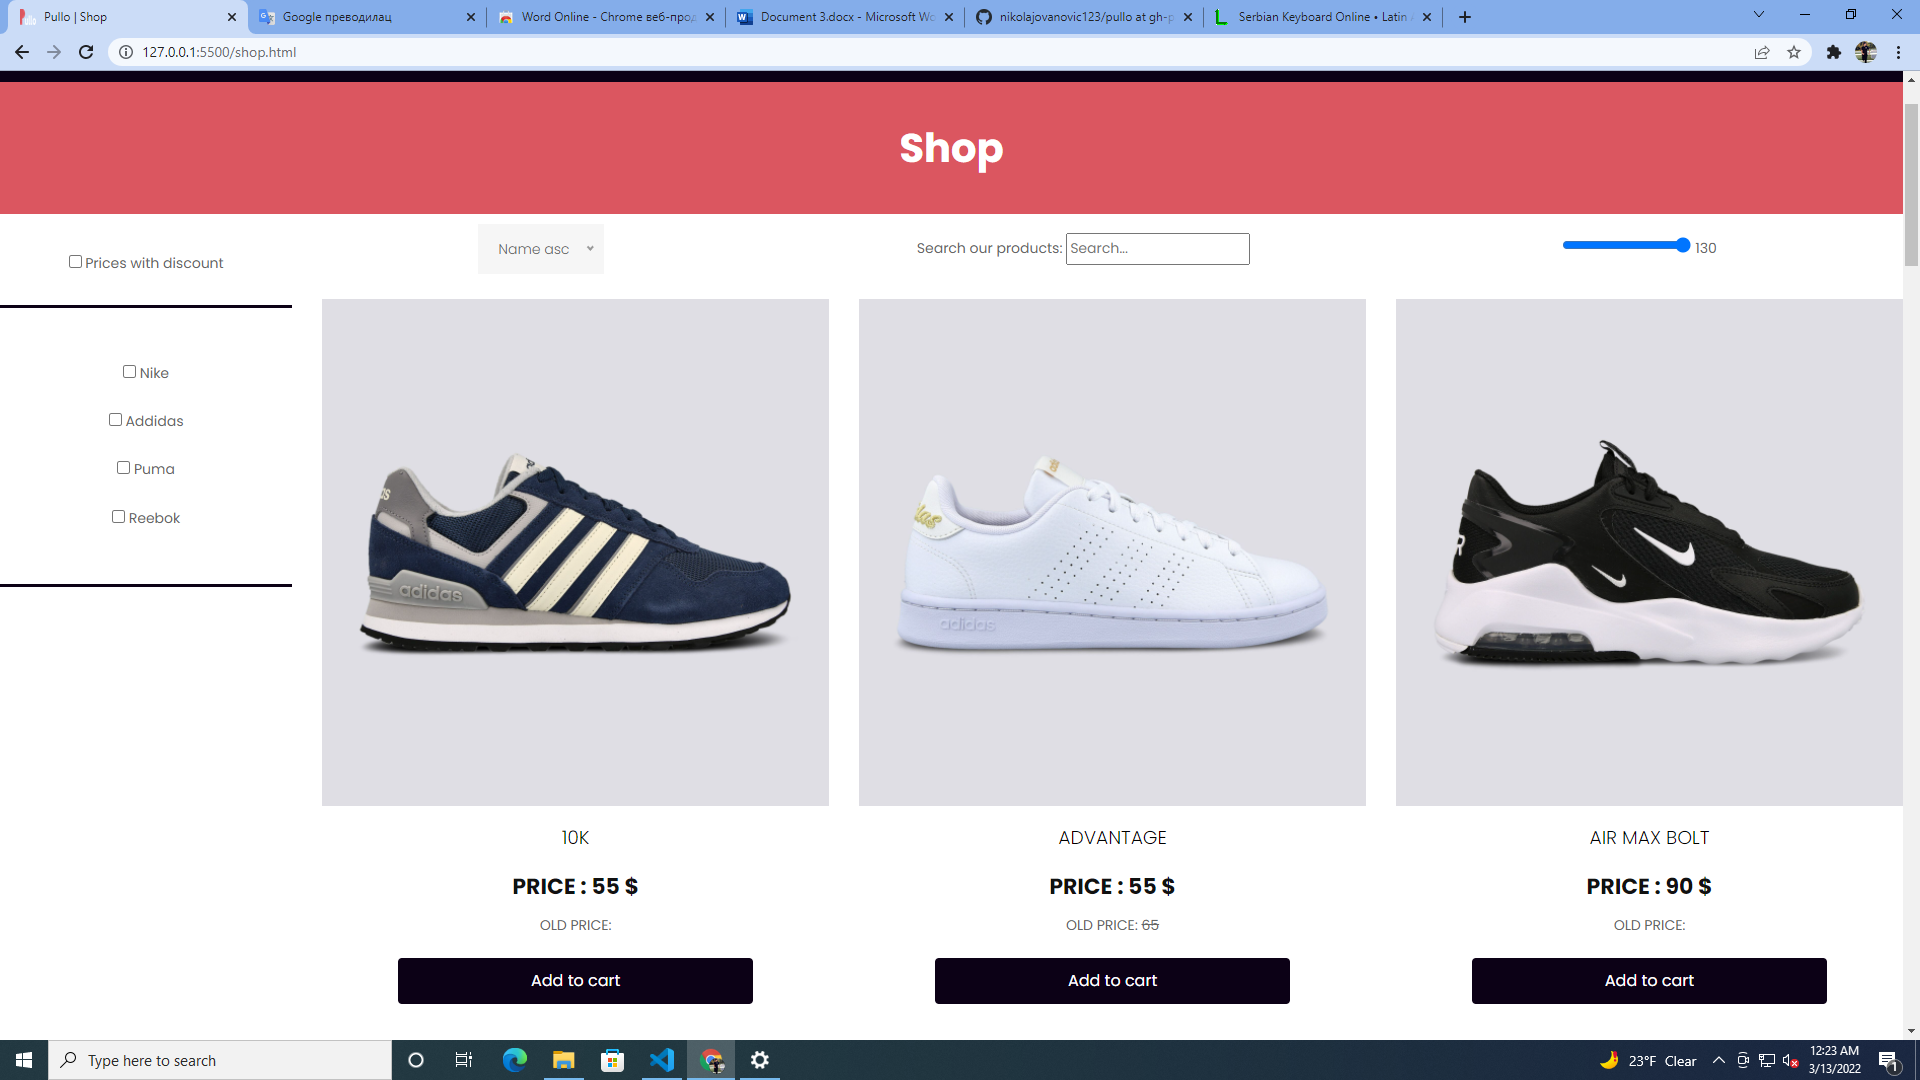 Pullo | Shop
Google преводилац
Word Online - Chrome веб-прод
Document 3.docx - Microsoft Wo
nikolajovanovic123/pullo at gh-p
Serbian Keyboard Online • Latin
127.0.0.1:5500/shop.html
Shop
Prices with discount
Name asc
Search our products:
Search...
130
Nike
Addidas
Puma
Reebok
adidas
adidas
10K
ADVANTAGE
AIR MAX BOLT
PRICE : 55 $
PRICE : 55 $
PRICE : 90 $
OLD PRICE:
OLD PRICE: 65
OLD PRICE:
Add to cart
Add to cart
Add to cart
Type here to search
23°F Clear
12:23 AM
3/13/2022
1